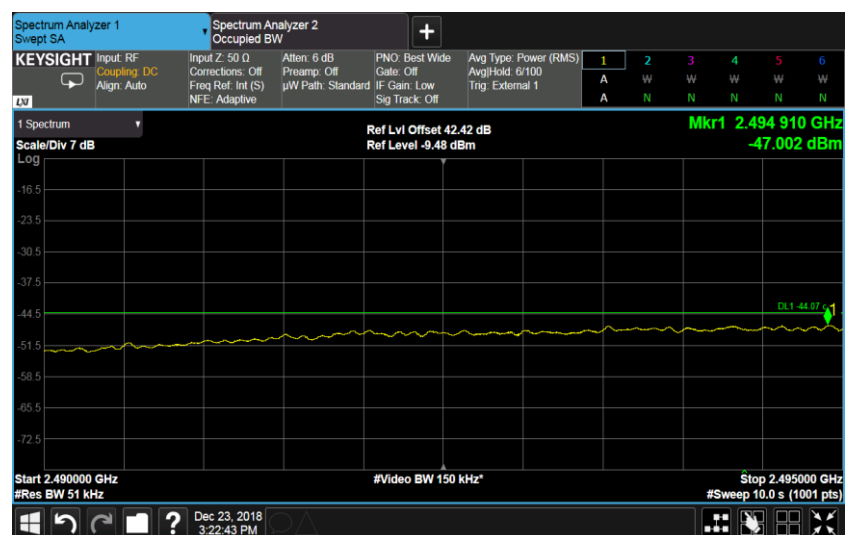 Spectrum Analyzer 1
Swept SA
Spectrum Analyzer 2
Occupied BW
+
KEYSIGHT
Input: RF
Coupling: DC
Align: Auto
Input Z: 50 Ω
Corrections: Off
Freq Ref: Int (S)
NFE: Adaptive
Atten: 6 dB
Preamp: Off
µW Path: Standard
PNO: Best Wide
Gate: Off
IF Gain: Low
Sig Track: Off
Avg Type: Power (RMS)
Avg|Hold: 6/100
Trig: External 1
1 2 3 4 5 6
A W W W W W
A N N N N N
LXI
1 Spectrum
Scale/Div 7 dB
Ref Lvl Offset 42.42 dB
Ref Level -9.48 dBm
Mkr1 2.494 910 GHz
-47.002 dBm
Log
-16.5
-23.5
-30.5
-37.5
-44.5
-51.5
-58.5
-65.5
-72.5
DL1 -44.07
1
Start 2.490000 GHz
#Res BW 51 kHz
#Video BW 150 kHz*
Stop 2.495000 GHz
#Sweep 10.0 s (1001 pts)
?
Dec 23, 2018
3:22:43 PM